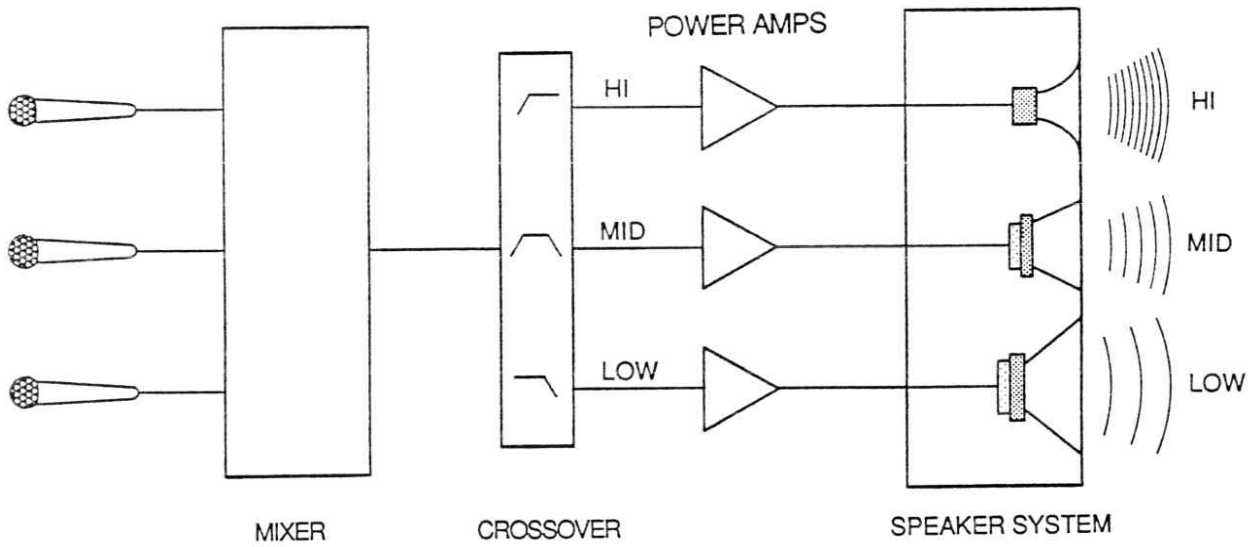 POWER AMPS
HI
HI
MID
MID
LOW
LOW
MIXER
CROSSOVER
SPEAKER SYSTEM